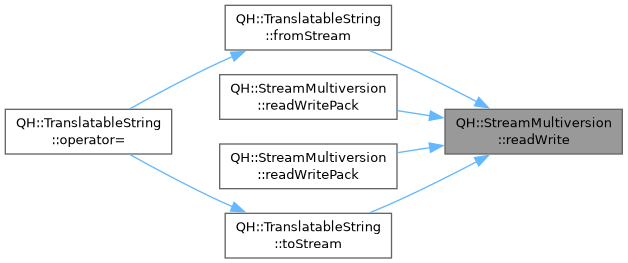 QH::TranslatableString
::fromStream
QH::StreamMultiversion
::readWritePack
QH::TranslatableString
::operator=
QH::StreamMultiversion
::readWrite
QH::StreamMultiversion
::readWritePack
QH::TranslatableString
::toStream